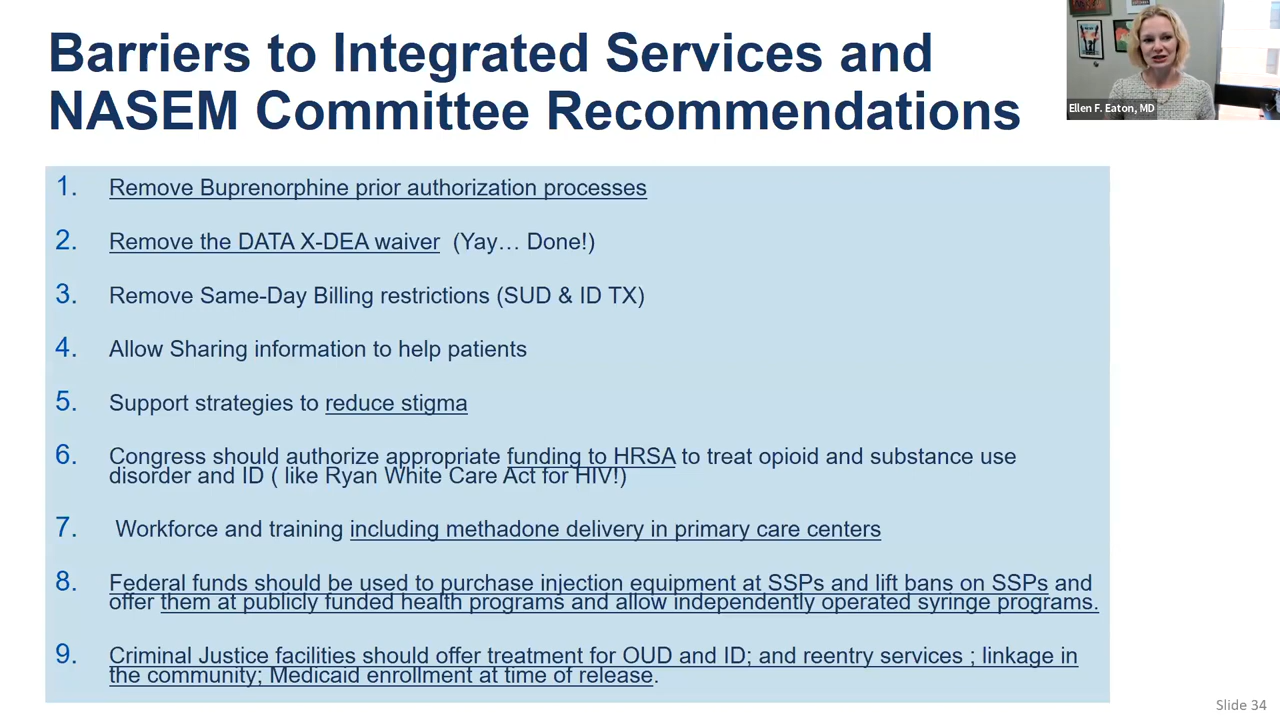 Barriers to Integrated Services and
NASEM Committee Recommendations
Ellen F. Eaton, MD
1. Remove Buprenorphine prior authorization processes
2. Remove the DATA X-DEA waiver (Yay… Done!)
3. Remove Same-Day Billing restrictions (SUD & ID TX)
4. Allow Sharing information to help patients
5. Support strategies to reduce stigma
6. Congress should authorize appropriate funding to HRSA to treat opioid and substance use
disorder and ID ( like Ryan White Care Act for HIV!)
7. Workforce and training including methadone delivery in primary care centers
8. Federal funds should be used to purchase injection equipment at SSPs and lift bans on SSPs and
offer them at publicly funded health programs and allow independently operated syringe programs.
9. Criminal Justice facilities should offer treatment for OUD and ID; and reentry services ; linkage in
the community; Medicaid enrollment at time of release.
Slide 34